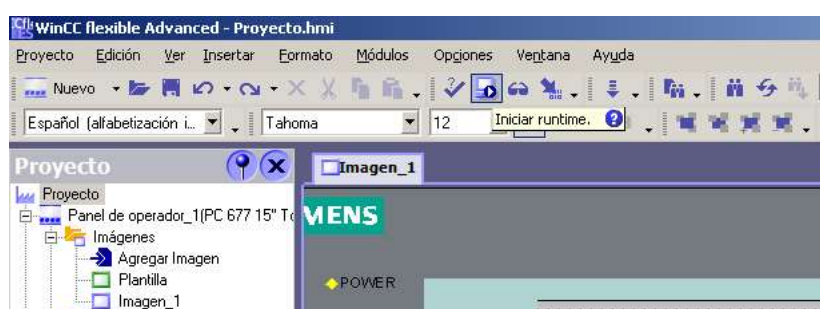 WinCC flexible Advanced - Proyecto.hmi
Proyecto Edición Ver Insertar Formato Módulos Opciones Ventana Ayuda
Nuevo
Español (alfabetización i... Tahoma 12 Iniciar runtime.
Proyecto Imagen_1
Proyecto
Panel de operador_1(PC 677 15" To
MENS
Imágenes
Agregar Imagen
Plantilla POWER
Imagen_1